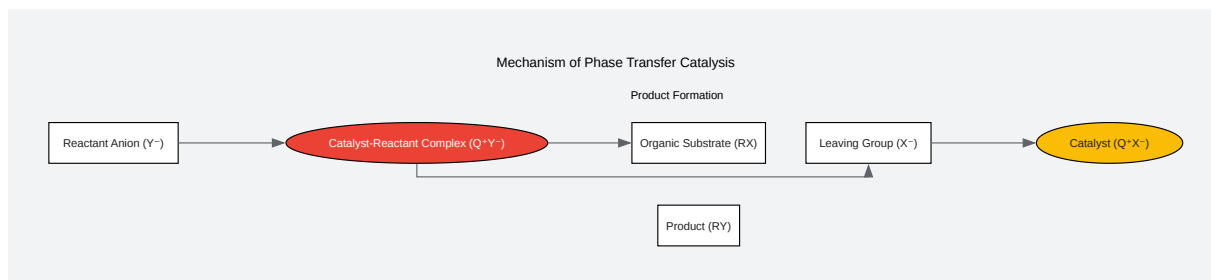 Mechanism of Phase Transfer Catalysis
Product Formation
Reactant Anion (Y⁻)
Catalyst-Reactant Complex (Q⁺Y⁻)
Organic Substrate (RX)
Leaving Group (X⁻)
Catalyst (Q⁺X⁻)
Product (RY)